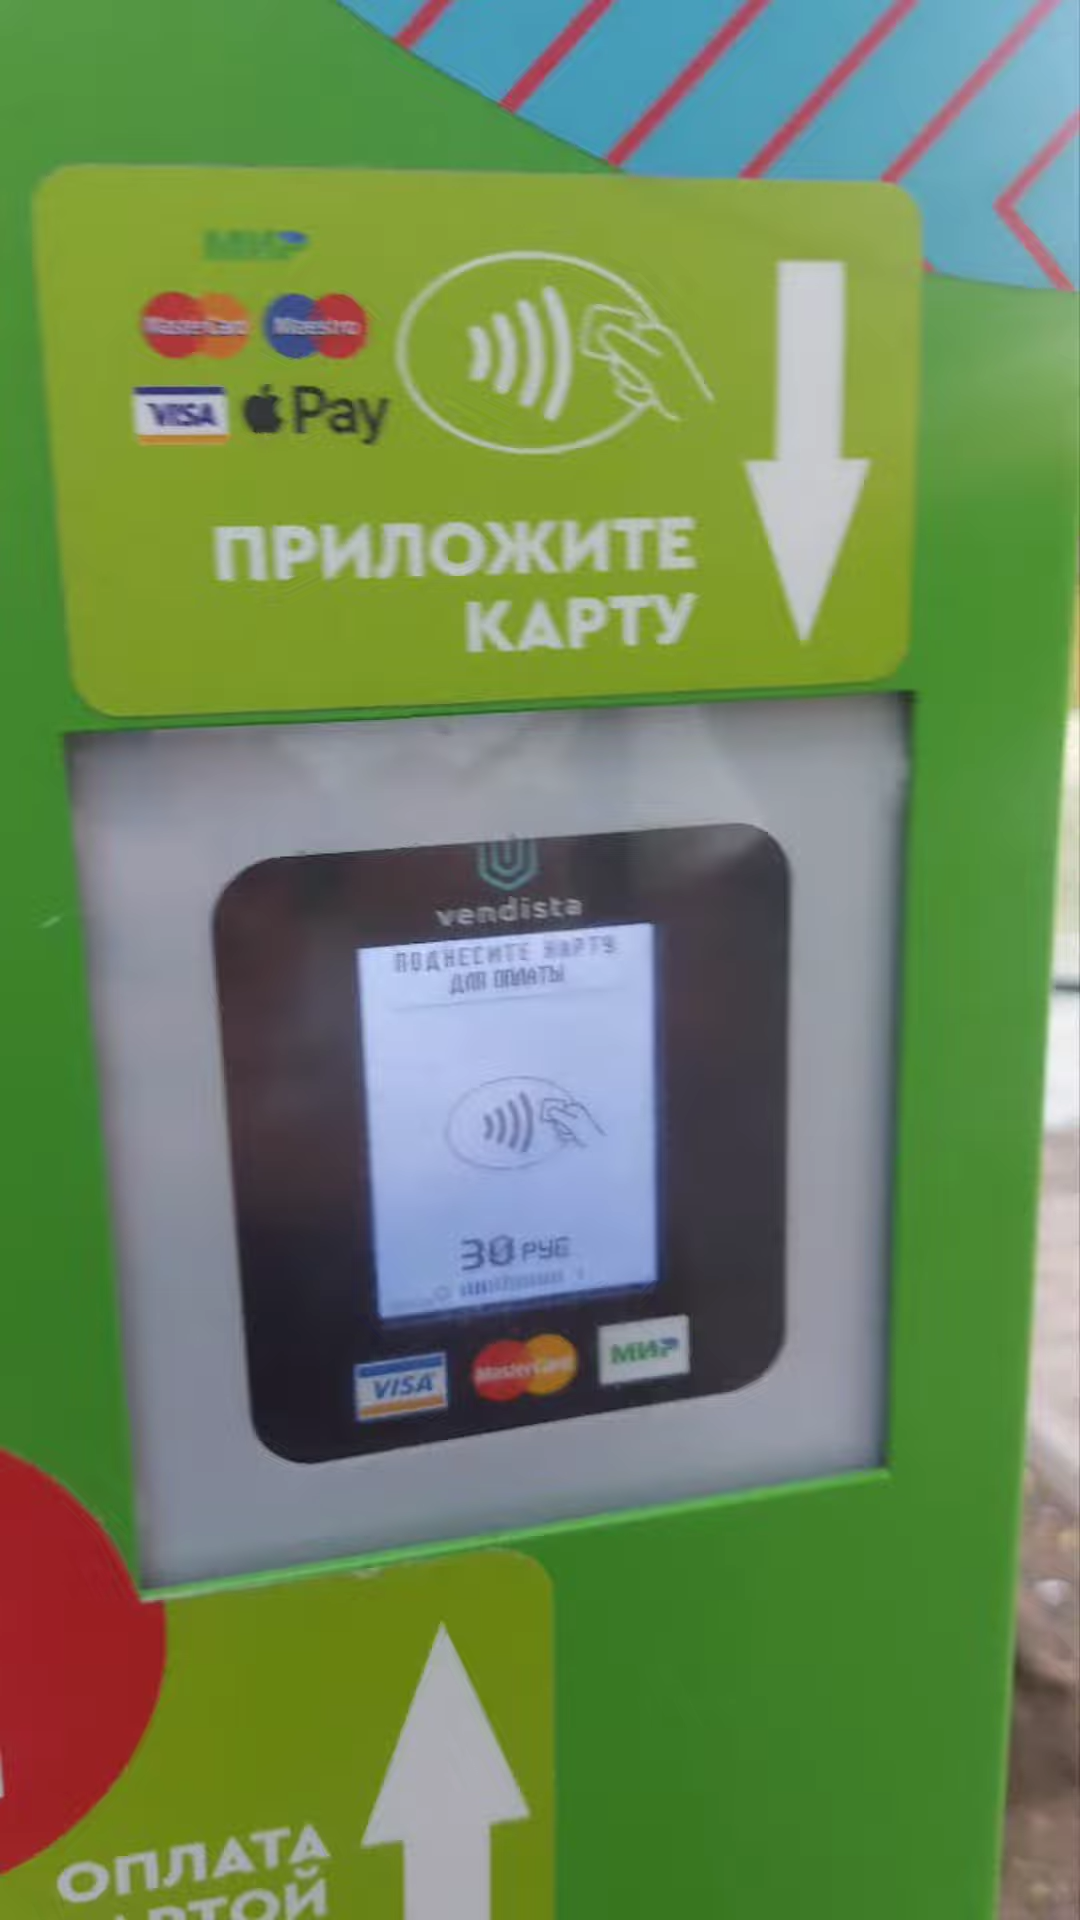 МИР
MasterCard Maestro
VISA Pay
ПРИЛОЖИТЕ
КАРТУ
vendista
ПОДНЕСИТЕ КАРТУ
ДЛЯ ОПЛАТЫ
30 РУБ
VISA MasterCard МИР
ОПЛАТА